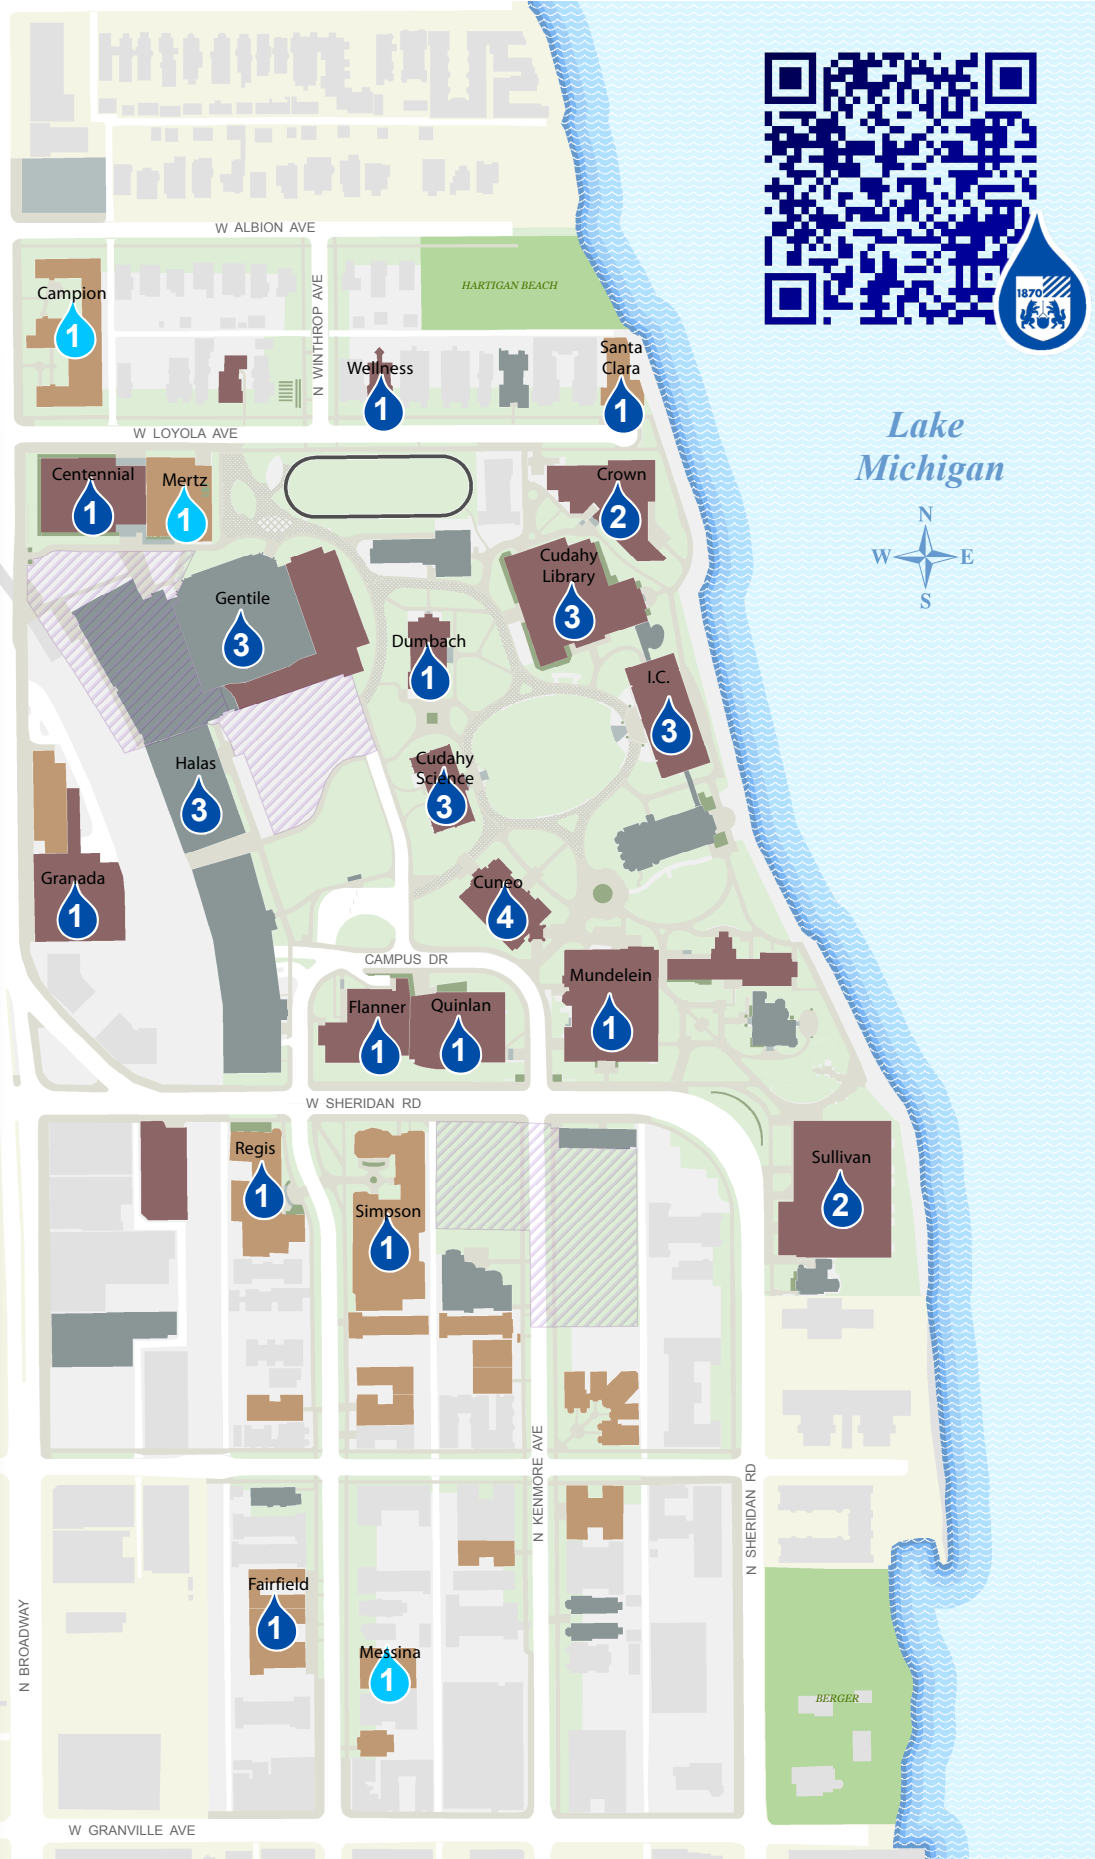 W ALBION AVE
HARTIGAN BEACH
1870
Campion
1
N WINTHROP AVE
Wellness
1
Santa
Clara
1
W LOYOLA AVE
Lake
Michigan
N
W
E
S
Centennial
1
Mertz
1
Crown
2
Cudahy
Library
3
Gentile
3
Dumbach
1
I.C.
3
Halas
3
Cudahy
Science
3
Granada
1
Cuneo
4
CAMPUS DR
Mundelein
1
Flanner
1
Quinlan
1
W SHERIDAN RD
Regis
1
Simpson
1
Sullivan
2
N KENMORE AVE
N SHERIDAN RD
Fairfield
1
N BROADWAY
Messina
1
BERGER
W GRANVILLE AVE